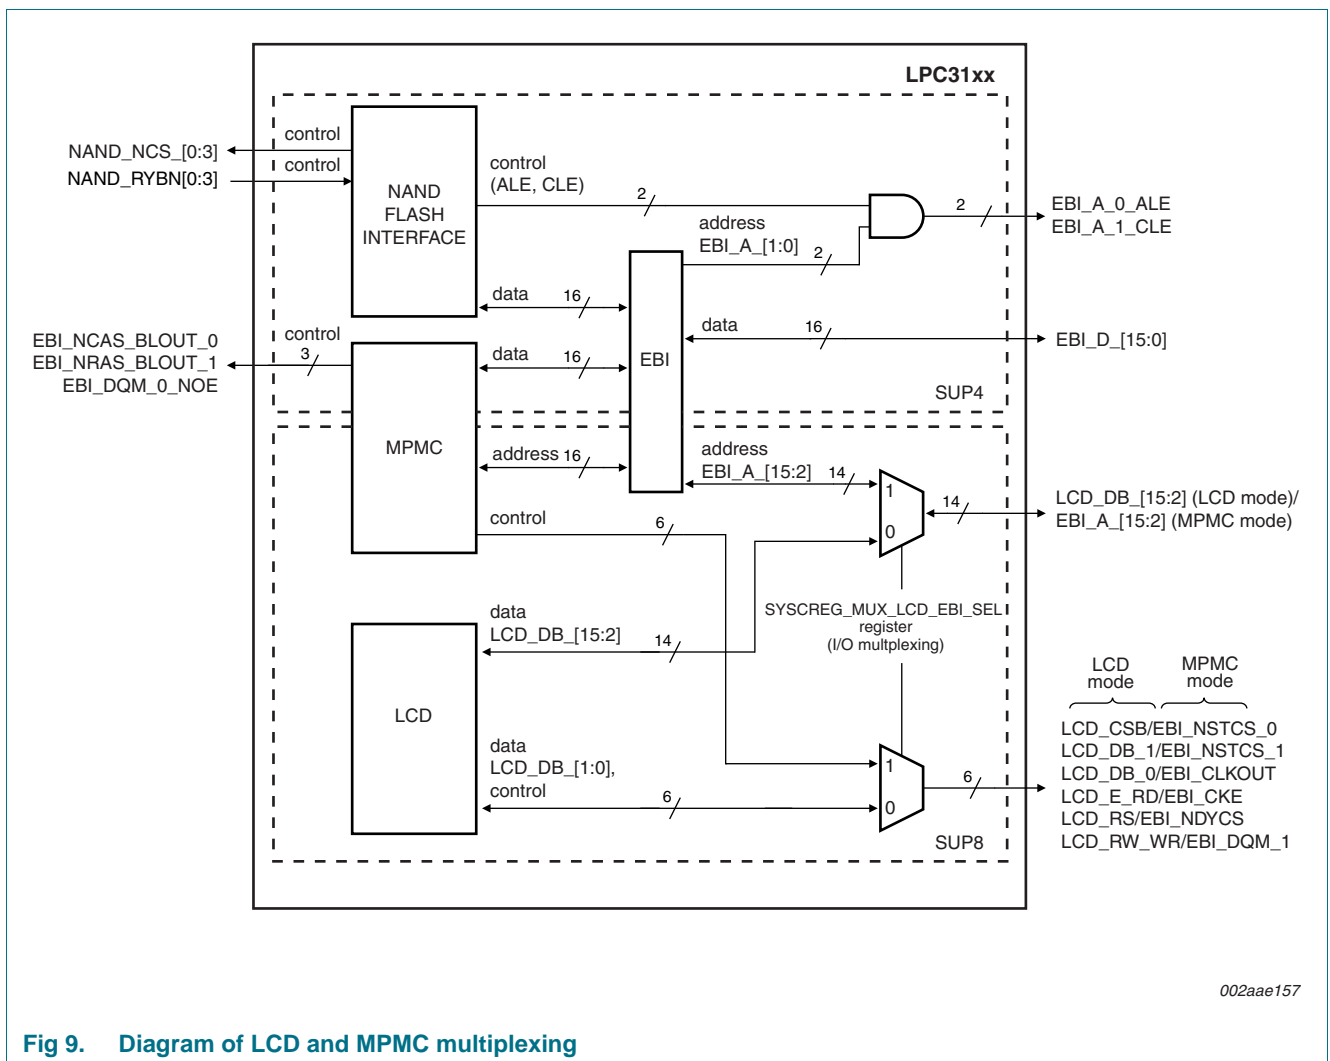 LPC31xx
NAND_NCS_[0:3]
NAND_RYBN[0:3]
control
control
NAND
FLASH
INTERFACE
control
(ALE, CLE)
2
address
EBI_A_[1:0]
2
2
EBI_A_0_ALE
EBI_A_1_CLE
data
16
EBI_NCAS_BLOUT_0
EBI_NRAS_BLOUT_1
EBI_DQM_0_NOE
control
3
data
16
EBI
data
16
EBI_D_[15:0]
SUP4
MPMC
address
16
address
EBI_A_[15:2]
14
1
0
14
LCD_DB_[15:2] (LCD mode)/
EBI_A_[15:2] (MPMC mode)
control
6
SYSCREG_MUX_LCD_EBI_SEL
register
(I/O multplexing)
data
LCD_DB_[15:2]
14
LCD
data
LCD_DB_[1:0],
control
6
1
0
6
LCD
mode
MPMC
mode
LCD_CSB/EBI_NSTCS_0
LCD_DB_1/EBI_NSTCS_1
LCD_DB_0/EBI_CLKOUT
LCD_E_RD/EBI_CKE
LCD_RS/EBI_NDYCS
LCD_RW_WR/EBI_DQM_1
SUP8
002aae157
Fig 9. Diagram of LCD and MPMC multiplexing